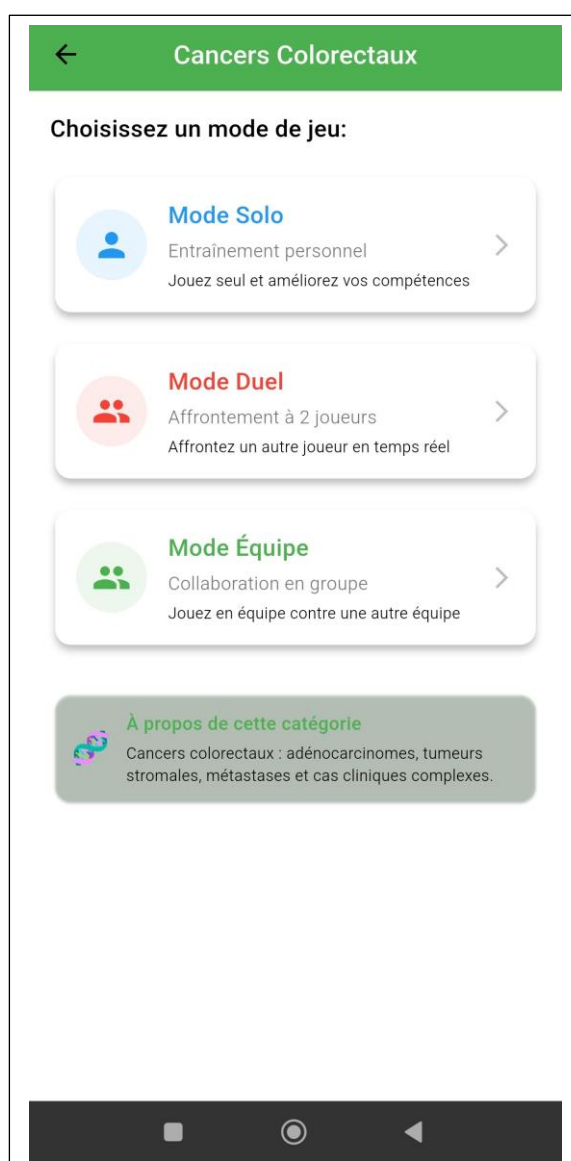 Cancers Colorectaux
Choisissez un mode de jeu:
Mode Solo
Entraînement personnel
Jouez seul et améliorez vos compétences
Mode Duel
Affrontement à 2 joueurs
Affrontez un autre joueur en temps réel
Mode Équipe
Collaboration en groupe
Jouez en équipe contre une autre équipe
À propos de cette catégorie
Cancers colorectaux : adénocarcinomes, tumeurs
stromales, métastases et cas cliniques complexes.